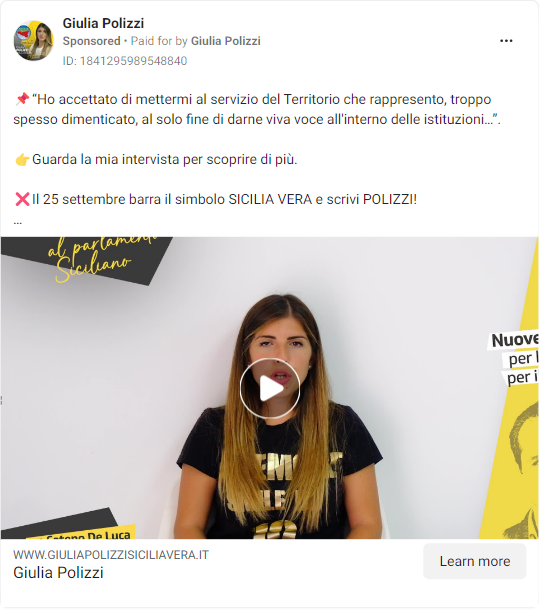 Giulia Polizzi
Sponsored • Paid for by Giulia Polizzi
ID: 1841295989548840
📌“Ho accettato di mettermi al servizio del Territorio che rappresento, troppo
spesso dimenticato, al solo fine di darne viva voce all'interno delle istituzioni…”.
👉Guarda la mia intervista per scoprire di più.
❌Il 25 settembre barra il simbolo SICILIA VERA e scrivi POLIZZI!
...
al parlamento
Siciliano
Nuove
per
per i
De Luca
WWW.GIULIAPOLIZZISICILIAVERA.IT
Giulia Polizzi
Learn more